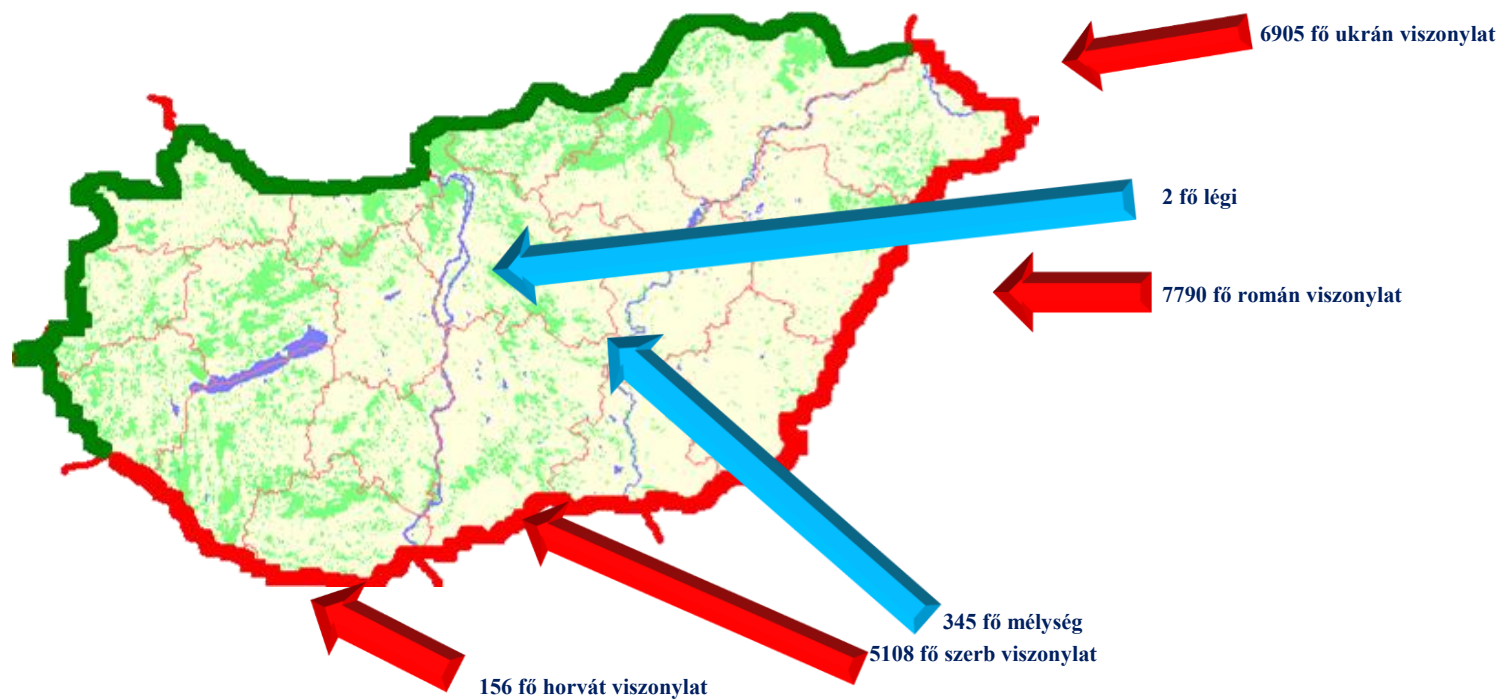 6905 fő ukrán viszonylat
2 fő légi
7790 fő román viszonylat
345 fő mélység
5108 fő szerb viszonylat
156 fő horvát viszonylat